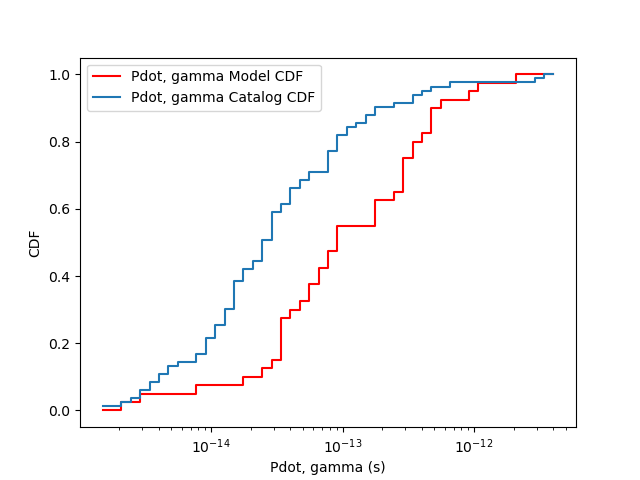 Pdot, gamma Model CDF
Pdot, gamma Catalog CDF
CDF
1.0
0.8
0.6
0.4
0.2
0.0
10⁻¹⁴ 10⁻¹³ 10⁻¹²
Pdot, gamma (s)